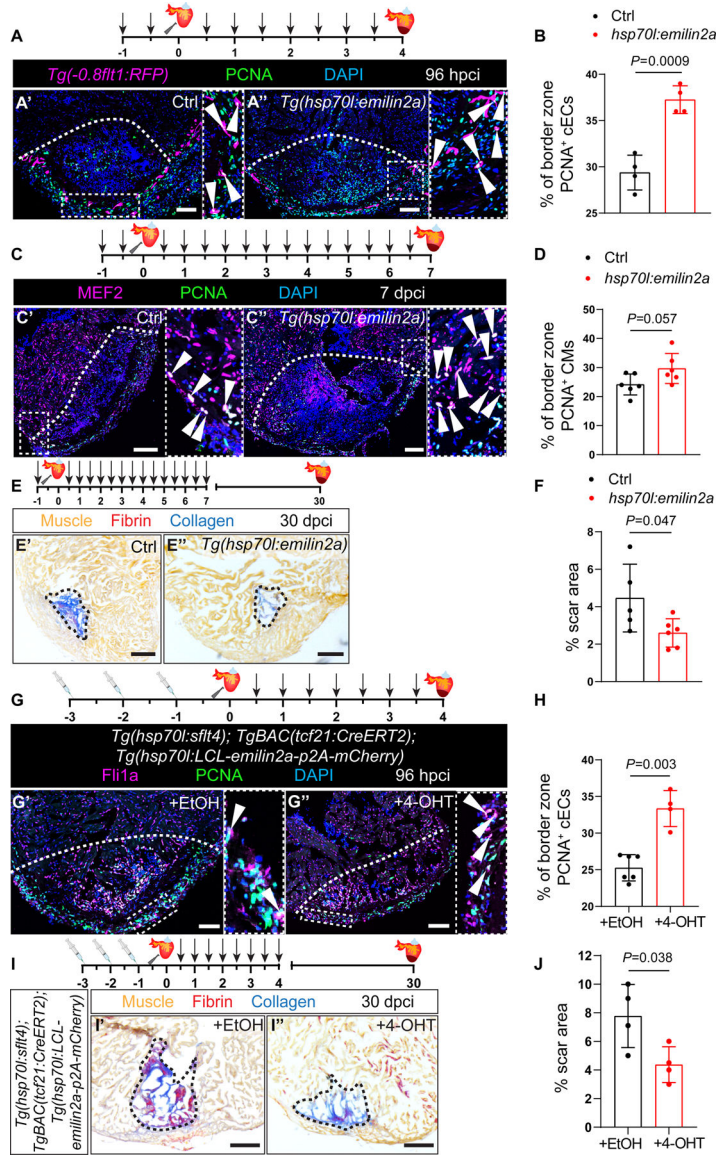 A
-1 0 1 2 3 4
Tg(-0.8flt1:RFP) PCNA DAPI 96 hpci
A' Ctrl
A" Tg(hsp70l:emilin2a)
B
Ctrl
hsp70l:emilin2a
P=0.0009
% of border zone
PCNA+ cECs
40
35
30
25
C
-1 0 1 2 3 4 5 6 7
MEF2 PCNA DAPI 7 dpci
C' Ctrl
C" Tg(hsp70l:emilin2a)
D
Ctrl
hsp70l:emilin2a
P=0.057
% of border zone
PCNA+ CMs
50
40
30
20
10
0
E
-1 0 1 2 3 4 5 6 7 30
Muscle Fibrin Collagen 30 dpci
E' Ctrl
E" Tg(hsp70l:emilin2a)
F
Ctrl
hsp70l:emilin2a
P=0.047
% scar area
8
6
4
2
0
G
-3 -2 -1 0 1 2 3 4
Tg(hsp70l:sflt4); TgBAC(tcf21:CreERT2);
Tg(hsp70l:LCL-emilin2a-p2A-mCherry)
Fli1a PCNA DAPI 96 hpci
G' +EtOH
G" +4-OHT
H
P=0.003
% of border zone
PCNA+ cECs
40
35
30
25
20
+EtOH +4-OHT
I
-3 -2 -1 0 1 2 3 4 30
Tg(hsp70l:sflt4);
TgBAC(tcf21:CreERT2);
Tg(hsp70l:LCL-
emilin2a-p2A-mCherry)
Muscle Fibrin Collagen 30 dpci
I' +EtOH
I" +4-OHT
J
P=0.038
% scar area
12
10
8
6
4
2
0
+EtOH +4-OHT